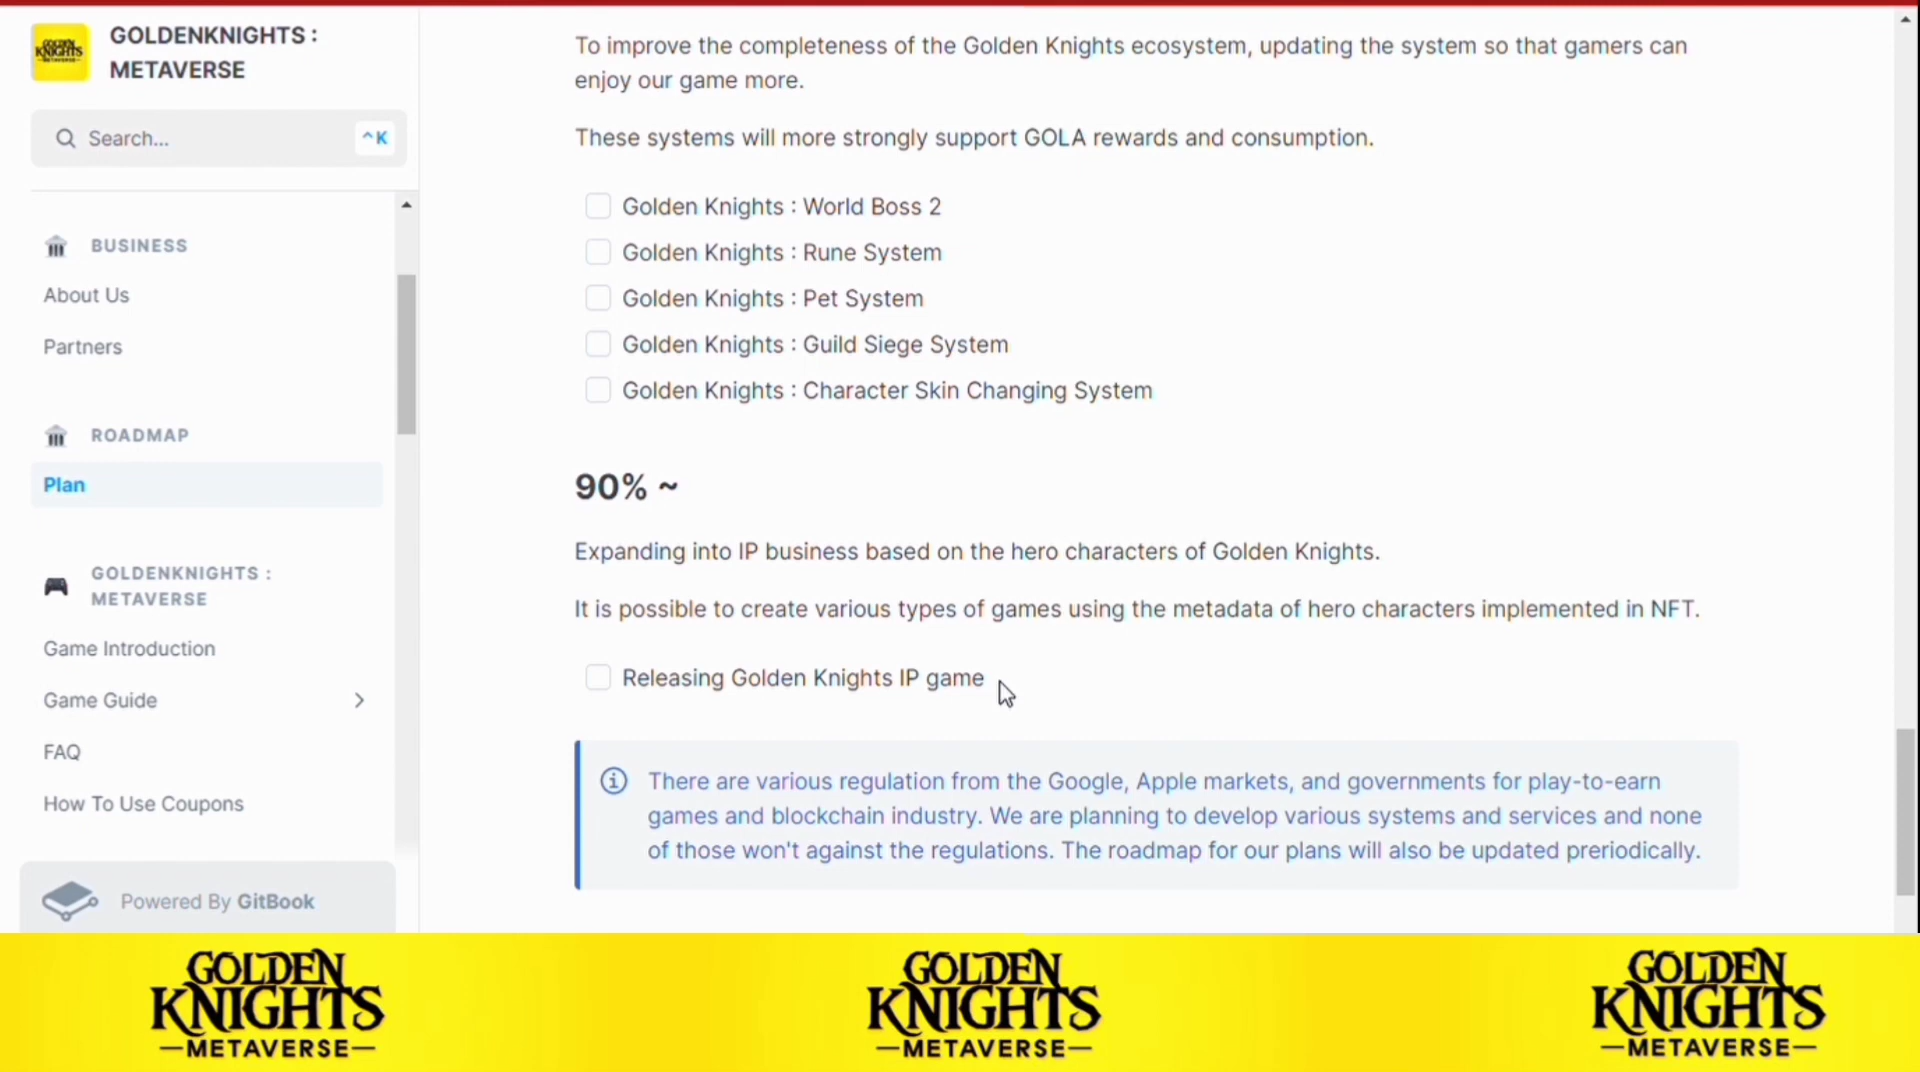 GOLDEN
KNIGHTS
METAVERSE
GOLDENKNIGHTS :
METAVERSE
Search...
^K
BUSINESS
About Us
Partners
ROADMAP
Plan
GOLDENKNIGHTS :
METAVERSE
Game Introduction
Game Guide
FAQ
How To Use Coupons
Powered By GitBook
To improve the completeness of the Golden Knights ecosystem, updating the system so that gamers can
enjoy our game more.
These systems will more strongly support GOLA rewards and consumption.
Golden Knights : World Boss 2
Golden Knights : Rune System
Golden Knights : Pet System
Golden Knights : Guild Siege System
Golden Knights : Character Skin Changing System
90% ~
Expanding into IP business based on the hero characters of Golden Knights.
It is possible to create various types of games using the metadata of hero characters implemented in NFT.
Releasing Golden Knights IP game
There are various regulation from the Google, Apple markets, and governments for play-to-earn
games and blockchain industry. We are planning to develop various systems and services and none
of those won't against the regulations. The roadmap for our plans will also be updated preriodically.
GOLDEN
KNIGHTS
METAVERSE
GOLDEN
KNIGHTS
METAVERSE
GOLDEN
KNIGHTS
METAVERSE